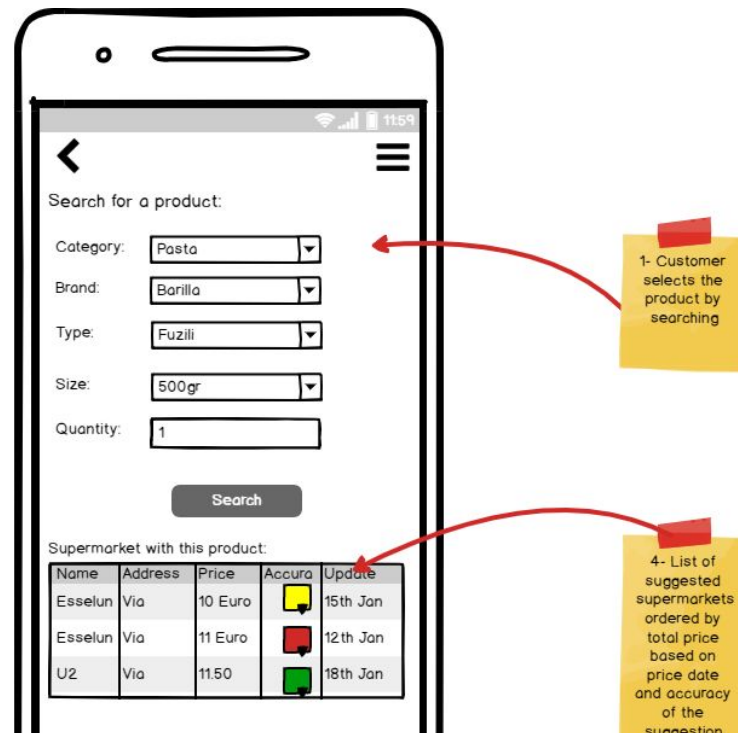 11:59
Search for a product:
Category: Pasta
Brand: Barilla
Type: Fuzili
Size: 500gr
Quantity: 1
Search
Supermarket with this product:
Name Address Price Accura Update
Esselun Via 10 Euro 15th Jan
Esselun Via 11 Euro 12th Jan
U2 Via 11.50 18th Jan
1- Customer
selects the
product by
searching
4- List of
suggested
supermarkets
ordered by
total price
based on
price date
and accuracy
of the
suggestion